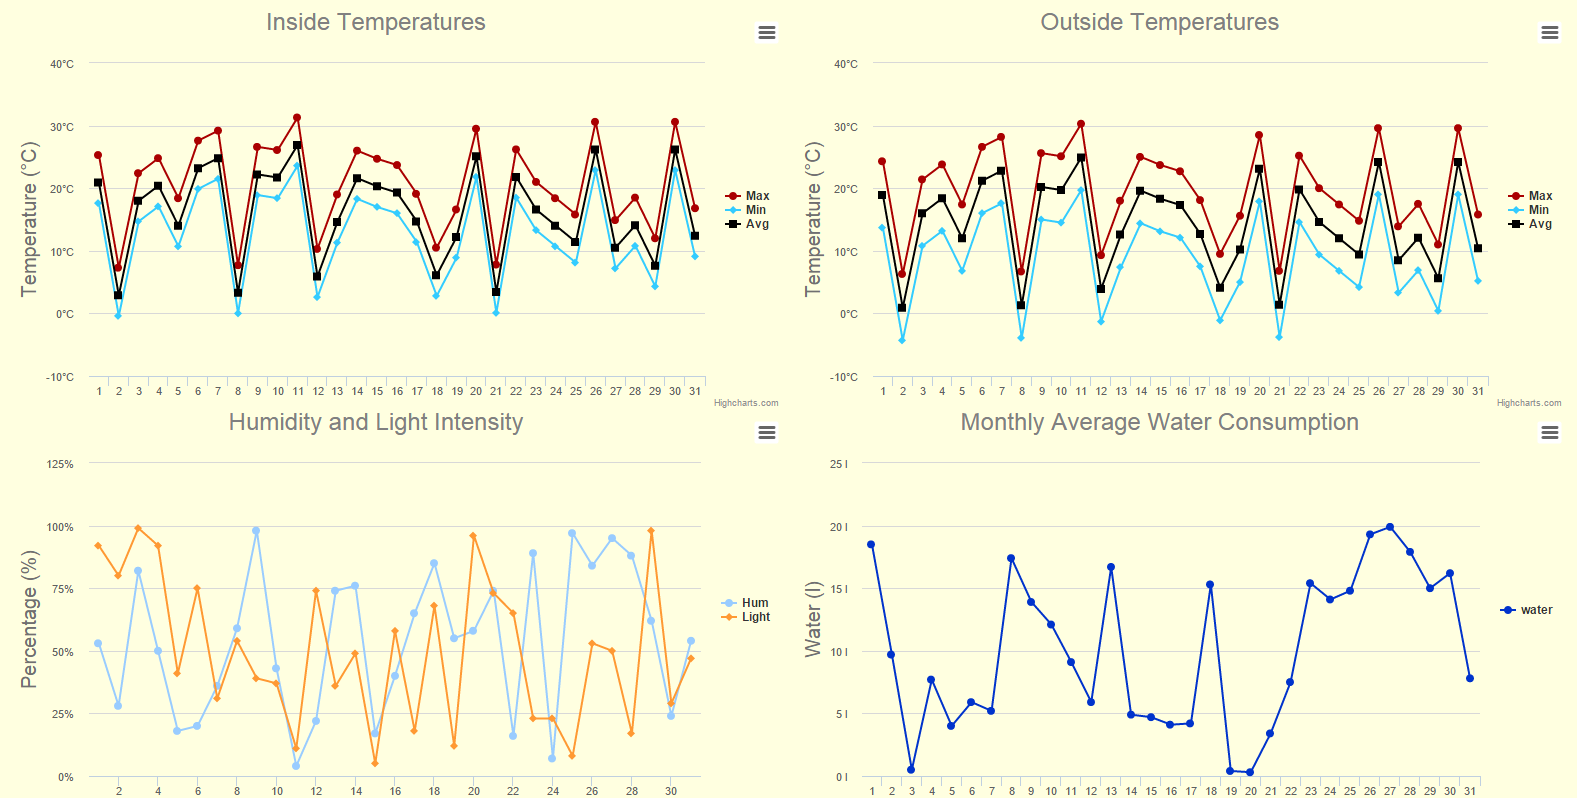 Inside Temperatures
40°C
30°C
20°C
10°C
0°C
-10°C
Temperature (°C)
1 2 3 4 5 6 7 8 9 10 11 12 13 14 15 16 17 18 19 20 21 22 23 24 25 26 27 28 29 30 31
Max
Min
Avg
Highcharts.com
Outside Temperatures
40°C
30°C
20°C
10°C
0°C
-10°C
Temperature (°C)
1 2 3 4 5 6 7 8 9 10 11 12 13 14 15 16 17 18 19 20 21 22 23 24 25 26 27 28 29 30 31
Max
Min
Avg
Highcharts.com
Humidity and Light Intensity
125%
100%
75%
50%
25%
0%
Percentage (%)
2 4 6 8 10 12 14 16 18 20 22 24 26 28 30
Hum
Light
Monthly Average Water Consumption
25 l
20 l
15 l
10 l
5 l
0 l
Water (l)
1 2 3 4 5 6 7 8 9 10 11 12 13 14 15 16 17 18 19 20 21 22 23 24 25 26 27 28 29 30 31
water